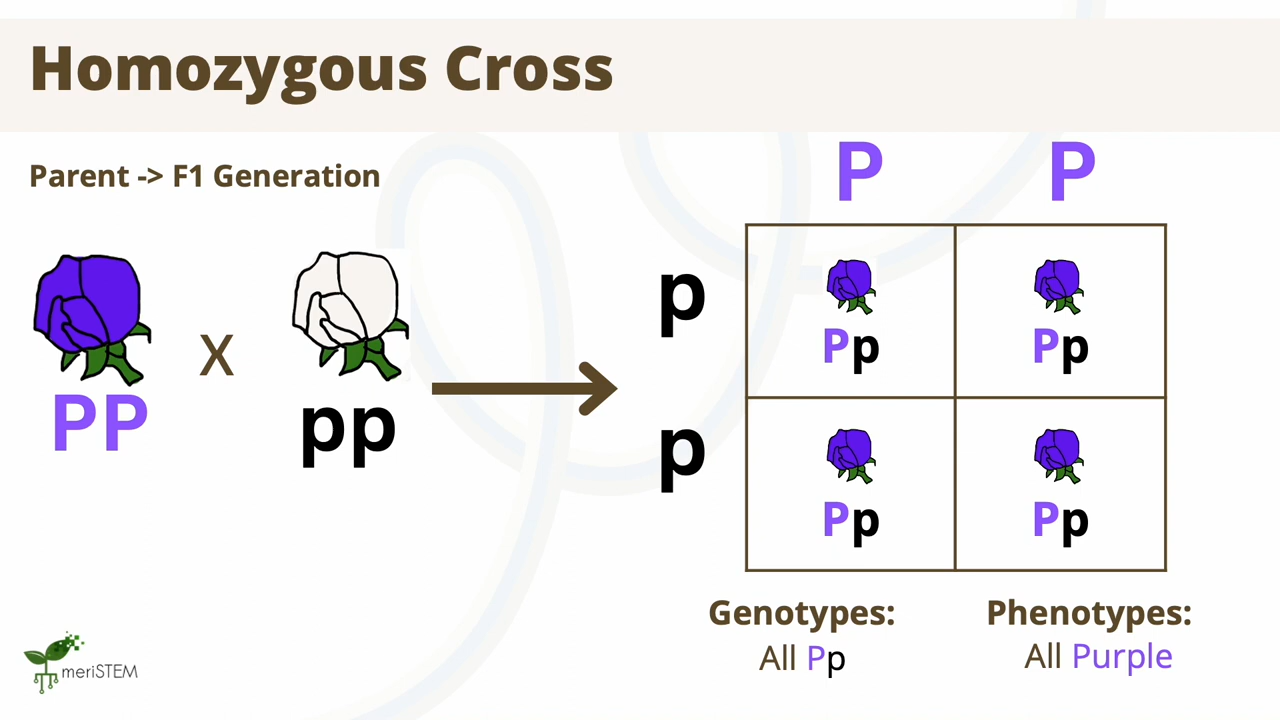 Homozygous Cross
Parent -> F1 Generation
PP
X
pp
P P
p
p
Pp Pp
Pp Pp
Genotypes:
All Pp
Phenotypes:
All Purple
meriSTEM